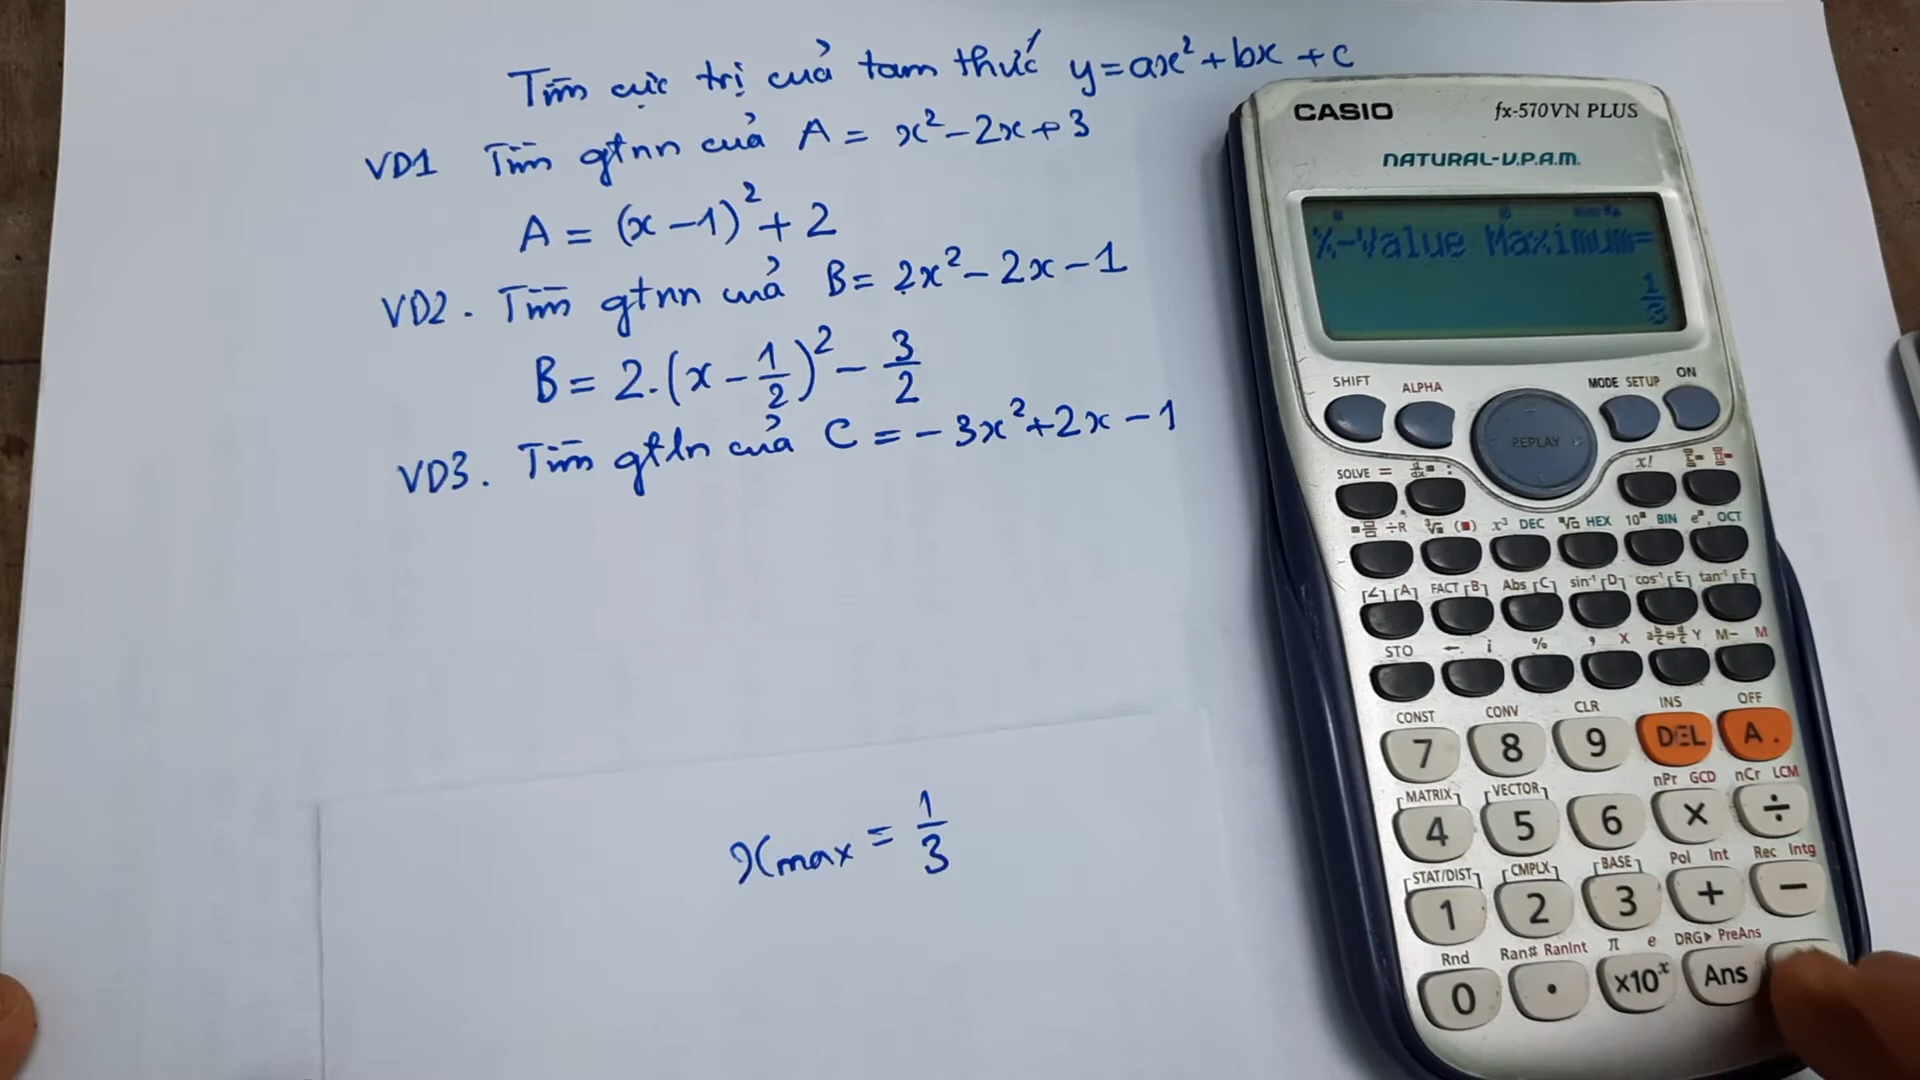 Tìm cực trị của tam thức y=ax²+bx+c
VD1 Tìm gtnn của A = x²-2x+3
A = (x-1)²+2
VD2. Tìm gtnn của B= 2x²-2x-1
B= 2.(x-1/2)²-3/2
VD3. Tìm gtln của C =-3x²+2x-1
xmax = 1/3
CASIO fx-570VN PLUS
NATURAL-V.P.A.M.
X-Value Maximum=
1/3
SHIFT ALPHA MODE SETUP ON
REPLAY
SOLVE = d/dx :  x!
÷R ³√ x³ DEC HEX 10 BIN e OCT
∠ A FACT B Abs C sin⁻¹ D cos⁻¹ E tan⁻¹ F
STO ← i % , X Y M- M
CONST CONV CLR INS OFF
7 8 9 DEL A
MATRIX VECTOR nPr GCD nCr LCM
4 5 6 × ÷
STAT/DIST CMPLX BASE Pol Int Rec Intg
1 2 3 + −
Rnd Ran# RanInt π e DRG▶ PreAns
0 . ×10ˣ Ans